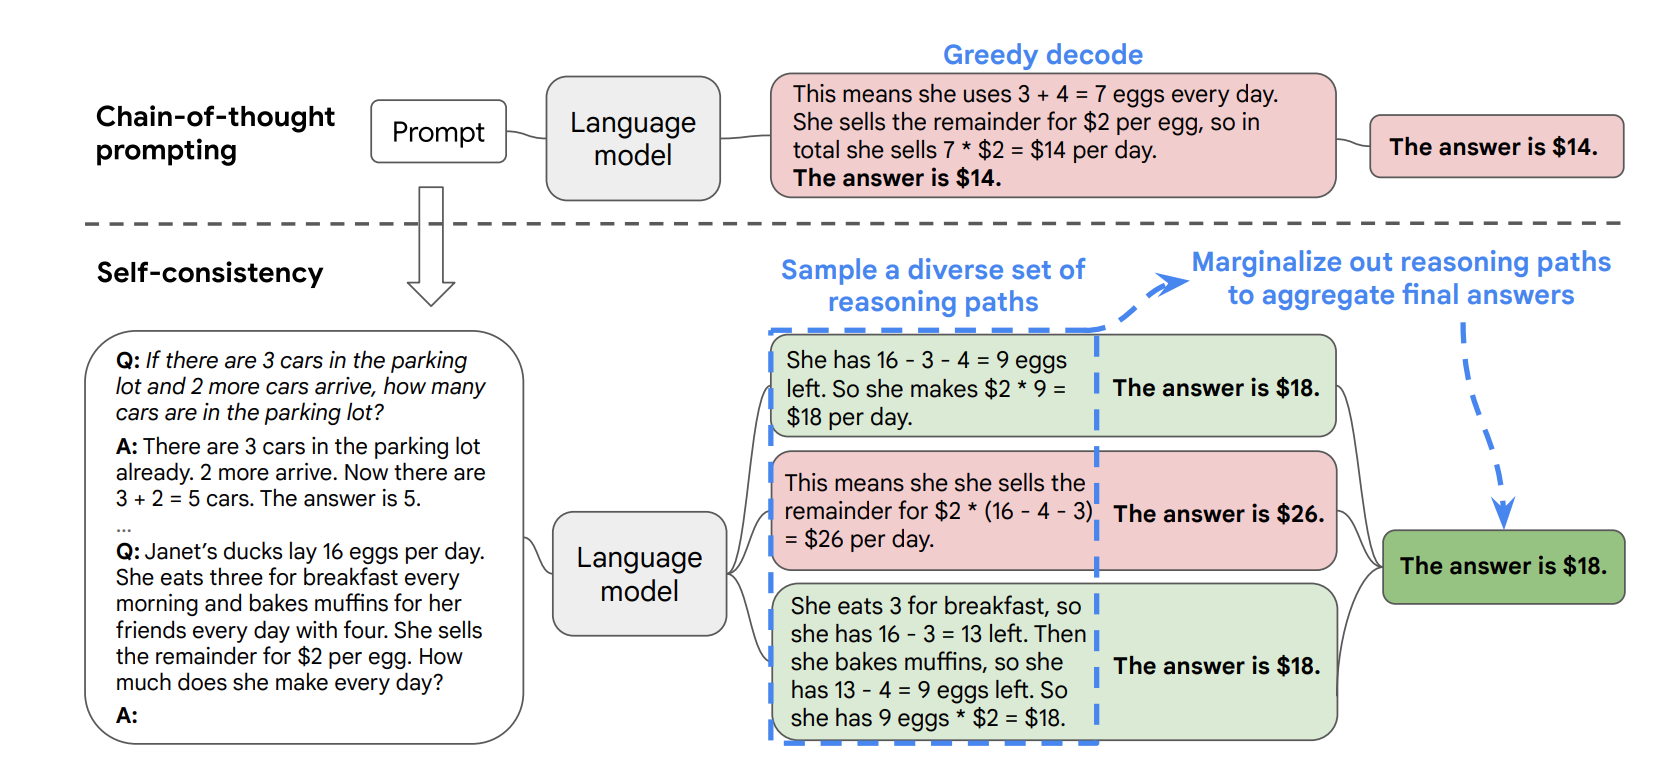 Greedy decode
Chain-of-thought
prompting
Prompt
Language
model
This means she uses 3 + 4 = 7 eggs every day.
She sells the remainder for $2 per egg, so in
total she sells 7 * $2 = $14 per day.
The answer is $14.
The answer is $14.
Self-consistency
Sample a diverse set of
reasoning paths
Marginalize out reasoning paths
to aggregate final answers
Q: If there are 3 cars in the parking
lot and 2 more cars arrive, how many
cars are in the parking lot?
A: There are 3 cars in the parking lot
already. 2 more arrive. Now there are
3 + 2 = 5 cars. The answer is 5.
...
Q: Janet’s ducks lay 16 eggs per day.
She eats three for breakfast every
morning and bakes muffins for her
friends every day with four. She sells
the remainder for $2 per egg. How
much does she make every day?
A:
Language
model
She has 16 - 3 - 4 = 9 eggs
left. So she makes $2 * 9 =
$18 per day.
The answer is $18.
This means she she sells the
remainder for $2 * (16 - 4 - 3)
= $26 per day.
The answer is $26.
She eats 3 for breakfast, so
she has 16 - 3 = 13 left. Then
she bakes muffins, so she
has 13 - 4 = 9 eggs left. So
she has 9 eggs * $2 = $18.
The answer is $18.
The answer is $18.